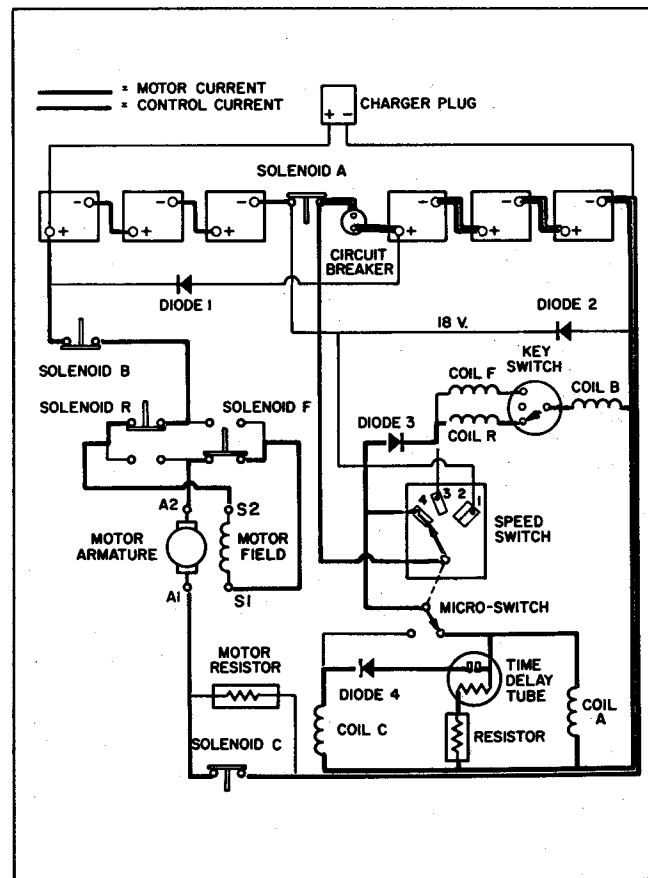 = MOTOR CURRENT
= CONTROL CURRENT
+ -
CHARGER PLUG
SOLENOID A
- - - - - -
+ + + + + +
CIRCUIT
BREAKER
DIODE 1
18 V.
DIODE 2
SOLENOID B
KEY
SWITCH
COIL F
COIL B
SOLENOID R
SOLENOID F
DIODE 3
COIL R
4 3 2 1
SPEED
SWITCH
A2
S2
MOTOR
ARMATURE
MOTOR
FIELD
A1
S1
MICRO-SWITCH
MOTOR
RESISTOR
DIODE 4
TIME
DELAY
TUBE
COIL
A
SOLENOID C
COIL C
RESISTOR